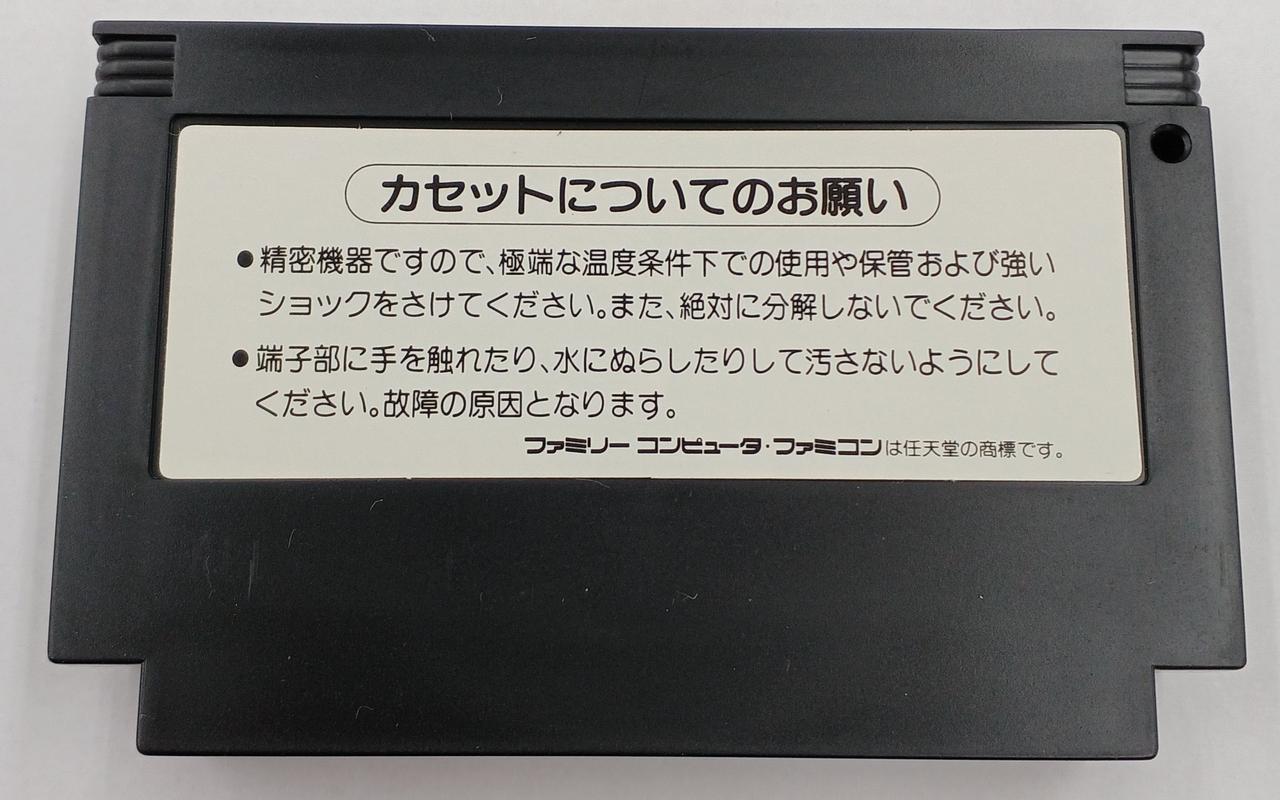 カセットについてのお願い
●精密機器ですので、極端な温度条件下での使用や保管および強い
ショックをさけてください。また、絶対に分解しないでください。
●端子部に手を触れたり、水にぬらしたりして汚さないようにして
ください。故障の原因となります。
ファミリー コンピュータ・ファミコンは任天堂の商標です。